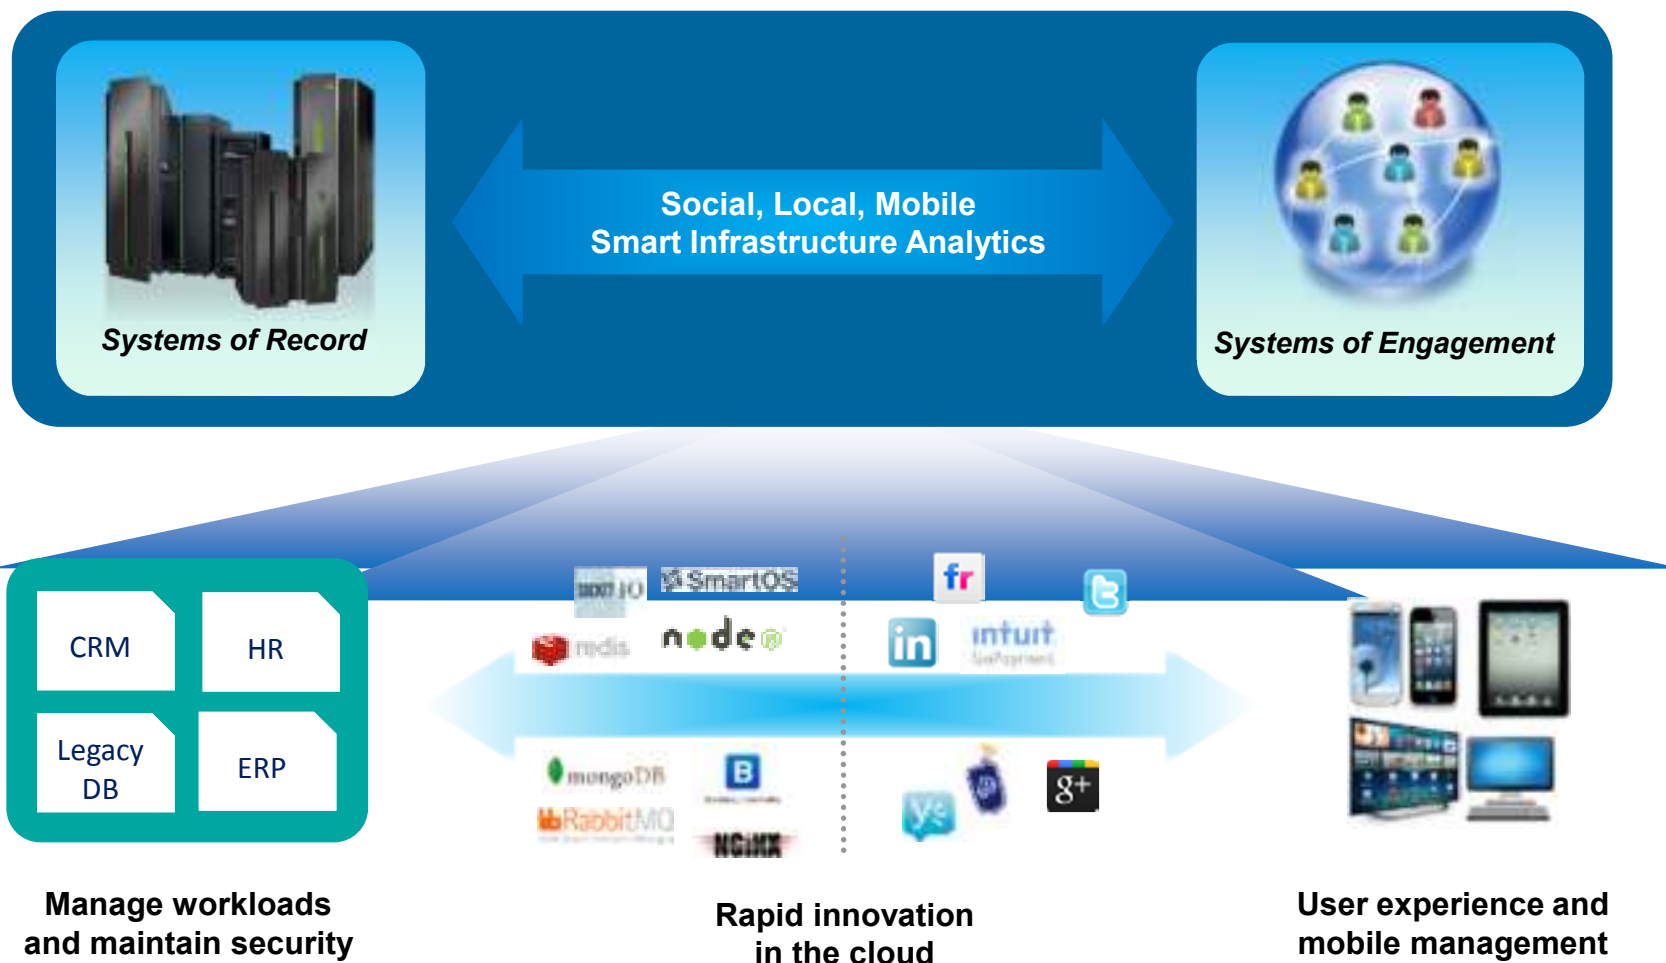 Social, Local, Mobile
Smart Infrastructure Analytics
Systems of Record
Systems of Engagement
CRM
HR
Legacy
DB
ERP
IO
SmartOS
redis
node
fr
in
intuit
GoPayment
mongoDB
B
RabbitMQ
NGiNX
g+
Manage workloads
and maintain security
Rapid innovation
in the cloud
User experience and
mobile management